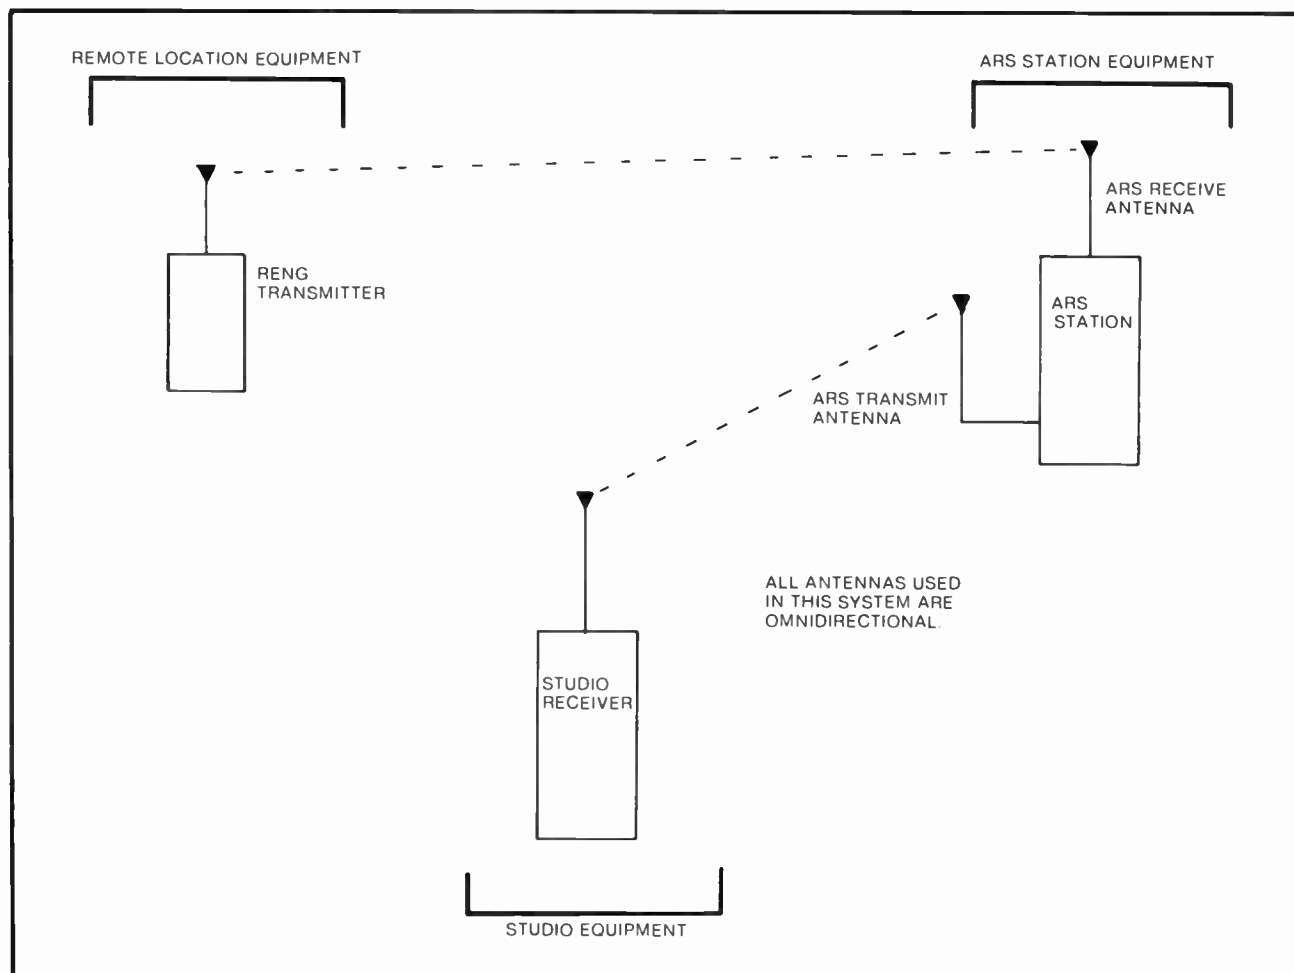 REMOTE LOCATION EQUIPMENT
ARS STATION EQUIPMENT
ARS RECEIVE
ANTENNA
RENG
TRANSMITTER
ARS
STATION
ARS TRANSMIT
ANTENNA
ALL ANTENNAS USED
IN THIS SYSTEM ARE
OMNIDIRECTIONAL.
STUDIO
RECEIVER
STUDIO EQUIPMENT